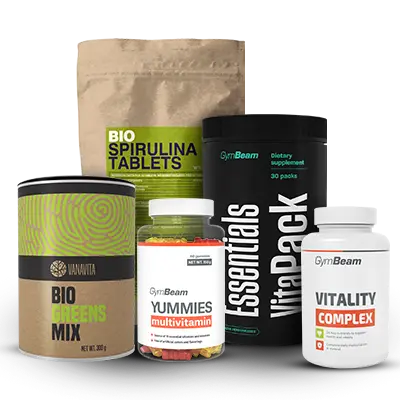 BIO
SPIRULINA
TABLETS
GymBeam
Dietary
supplement
30 packs
Essentials
VitaPack
VANAVITA
BIO
GREENS
MIX
NET WT. 300 g
GymBeam
YUMMIES
multivitamin
GymBeam
VITALITY
COMPLEX